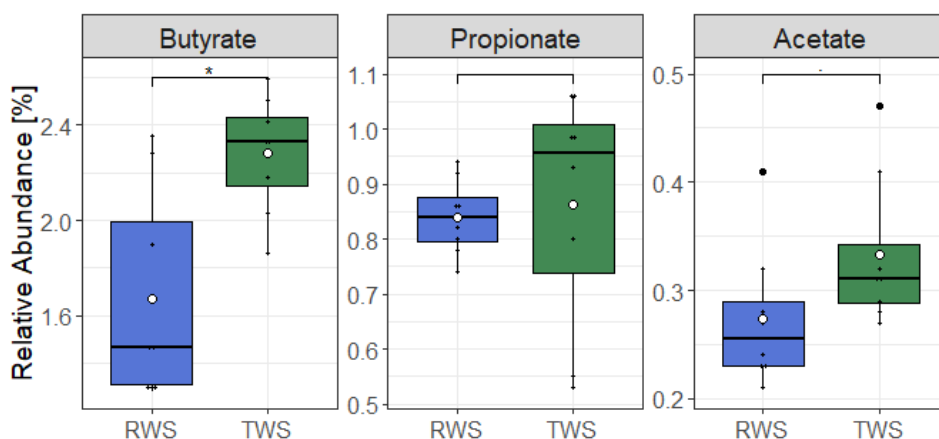 Butyrate
Propionate
Acetate
Relative Abundance [%]
2.4
2.0
1.6
*
RWS
TWS
1.1
1.0
0.9
0.8
0.7
0.6
0.5
RWS
TWS
0.5
0.4
0.3
0.2
.
RWS
TWS